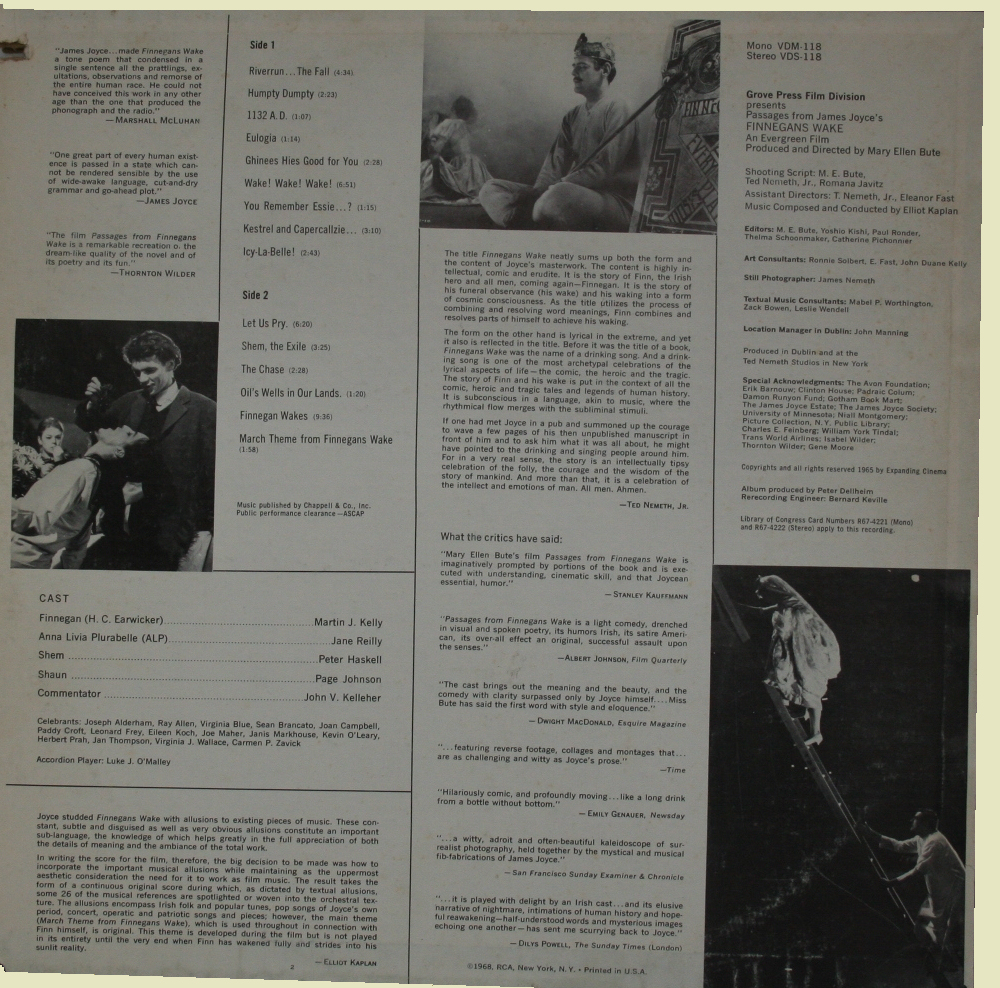 "James Joyce...made Finnegans Wake
a tone poem that condensed in a
single sentence all the prattlings, ex-
ultations, observations and remorse of
the entire human race. He could not
have conceived this work in any other
age than the one that produced the
phonograph and the radio."
—MARSHALL MCLUHAN
"One great part of every human exist-
ence is passed in a state which can-
not be rendered sensible by the use
of wide-awake language, cut-and-dry
grammar and go-ahead plot."
—JAMES JOYCE
"The film Passages from Finnegans
Wake is a remarkable recreation o. the
dream-like quality of the novel and of
its poetry and its fun."
—THORNTON WILDER
Side 1
Riverrun...The Fall (4:34)
Humpty Dumpty (2:23)
1132 A.D. (1:07)
Eulogia (1:14)
Ghinees Hies Good for You (2:28)
Wake! Wake! Wake! (6:51)
You Remember Essie...? (1:15)
Kestrel and Capercallzie... (3:10)
Icy-La-Belle! (2:43)
Side 2
Let Us Pry. (6:20)
Shem, the Exile (3:25)
The Chase (2:28)
Oil's Wells in Our Lands. (1:20)
Finnegan Wakes (9:36)
March Theme from Finnegans Wake
(1:58)
Music published by Chappell & Co., Inc.
Public performance clearance—ASCAP
CAST
Finnegan (H. C. Earwicker)........Martin J. Kelly
Anna Livia Plurabelle (ALP)........Jane Reilly
Shem ........Peter Haskell
Shaun ........Page Johnson
Commentator ........John V. Kelleher
Celebrants: Joseph Alderham, Ray Allen, Virginia Blue, Sean Brancato, Joan Campbell,
Paddy Croft, Leonard Frey, Eileen Koch, Joe Maher, Janis Markhouse, Kevin O'Leary,
Herbert Prah, Jan Thompson, Virginia J. Wallace, Carmen P. Zavick
Accordion Player: Luke J. O'Malley
Joyce studded Finnegans Wake with allusions to existing pieces of music. These con-
stant, subtle and disguised as well as very obvious allusions constitute an important
sub-language, the knowledge of which helps greatly in the full appreciation of both
the details of meaning and the ambiance of the total work.
In writing the score for the film, therefore, the big decision to be made was how to
incorporate the important musical allusions while maintaining as the uppermost
aesthetic consideration the need for it to work as film music. The result takes the
form of a continuous original score during which, as dictated by textual allusions,
some 26 of the musical references are spotlighted or woven into the orchestral tex-
ture. The allusions encompass Irish folk and popular tunes, pop songs of Joyce's own
period, concert, operatic and patriotic songs and pieces; however, the main theme
(March Theme from Finnegans Wake), which is used throughout in connection with
Finn himself, is original. This theme is developed during the film but is not played
in its entirety until the very end when Finn has wakened fully and strides into his
sunlit reality.
—ELLIOT KAPLAN
2
The title Finnegans Wake neatly sums up both the form and
the content of Joyce's masterwork. The content is highly in-
tellectual, comic and erudite. It is the story of Finn, the Irish
hero and all men, coming again—Finnegan. It is the story of
his funeral observance (his wake) and his waking into a form
of cosmic consciousness. As the title utilizes the process of
combining and resolving word meanings, Finn combines and
resolves parts of himself to achieve his waking.
The form on the other hand is lyrical in the extreme, and yet
it also is reflected in the title. Before it was the title of a book,
Finnegans Wake was the name of a drinking song. And a drink-
ing song is one of the most archetypal celebrations of the
lyrical aspects of life—the comic, the heroic and the tragic.
The story of Finn and his wake is put in the context of all the
comic, heroic and tragic tales and legends of human history.
It is subconscious in a language, akin to music, where the
rhythmical flow merges with the subliminal stimuli.
If one had met Joyce in a pub and summoned up the courage
to wave a few pages of his then unpublished manuscript in
front of him and to ask him what it was all about, he might
have pointed to the drinking and singing people around him.
For in a very real sense, the story is an intellectually tipsy
celebration of the folly, the courage and the wisdom of the
story of mankind. And more than that, it is a celebration of
the intellect and emotions of man. All men. Ahmen.
—TED NEMETH, JR.
What the critics have said:
"Mary Ellen Bute's film Passages from Finnegans Wake is
imaginatively prompted by portions of the book and is exe-
cuted with understanding, cinematic skill, and that Joycean
essential, humor."
—STANLEY KAUFFMANN
"Passages from Finnegans Wake is a light comedy, drenched
in visual and spoken poetry, its humors Irish, its satire Ameri-
can, its over-all effect an original, successful assault upon
the senses."
—ALBERT JOHNSON, Film Quarterly
"The cast brings out the meaning and the beauty, and the
comedy with clarity surpassed only by Joyce himself....Miss
Bute has said the first word with style and eloquence."
—DWIGHT MACDONALD, Esquire Magazine
"...featuring reverse footage, collages and montages that...
are as challenging and witty as Joyce's prose."
—Time
"Hilariously comic, and profoundly moving...like a long drink
from a bottle without bottom."
—EMILY GENAUER, Newsday
"...a witty, adroit and often-beautiful kaleidoscope of sur-
realist photography, held together by the mystical and musical
fib-fabrications of James Joyce."
—San Francisco Sunday Examiner & Chronicle
"...it is played with delight by an Irish cast...and its elusive
narrative of nightmare, intimations of human history and hope-
ful reawakening—half-understood words and mysterious images
echoing one another—has sent me scurrying back to Joyce."
—DILYS POWELL, The Sunday Times (London)
©1968, RCA, New York, N.Y. • Printed in U.S.A.
Mono VDM-118
Stereo VDS-118
Grove Press Film Division
presents
Passages from James Joyce's
FINNEGANS WAKE
An Evergreen Film
Produced and Directed by Mary Ellen Bute
Shooting Script: M. E. Bute,
Ted Nemeth, Jr., Romana Javitz
Assistant Directors: T. Nemeth, Jr., Eleanor Fast
Music Composed and Conducted by Elliot Kaplan
Editors: M. E. Bute, Yoshio Kishi, Paul Ronder,
Thelma Schoonmaker, Catherine Pichonnier
Art Consultants: Ronnie Solbert, E. Fast, John Duane Kelly
Still Photographer: James Nemeth
Textual Music Consultants: Mabel P. Worthington,
Zack Bowen, Leslie Wendell
Location Manager in Dublin: John Manning
Produced in Dublin and at the
Ted Nemeth Studios in New York
Special Acknowledgments: The Avon Foundation;
Erik Barnouw; Clinton House; Padraic Colum;
Damon Runyon Fund; Gotham Book Mart;
The James Joyce Estate; The James Joyce Society;
University of Minnesota; Niall Montgomery;
Picture Collection, N.Y. Public Library;
Charles E. Feinberg; William York Tindal;
Trans World Airlines; Isabel Wilder;
Thornton Wilder; Gene Moore
Copyrights and all rights reserved 1965 by Expanding Cinema
Album produced by Peter Dellheim
Rerecording Engineer: Bernard Keville
Library of Congress Card Numbers R67-4221 (Mono)
and R67-4222 (Stereo) apply to this recording.